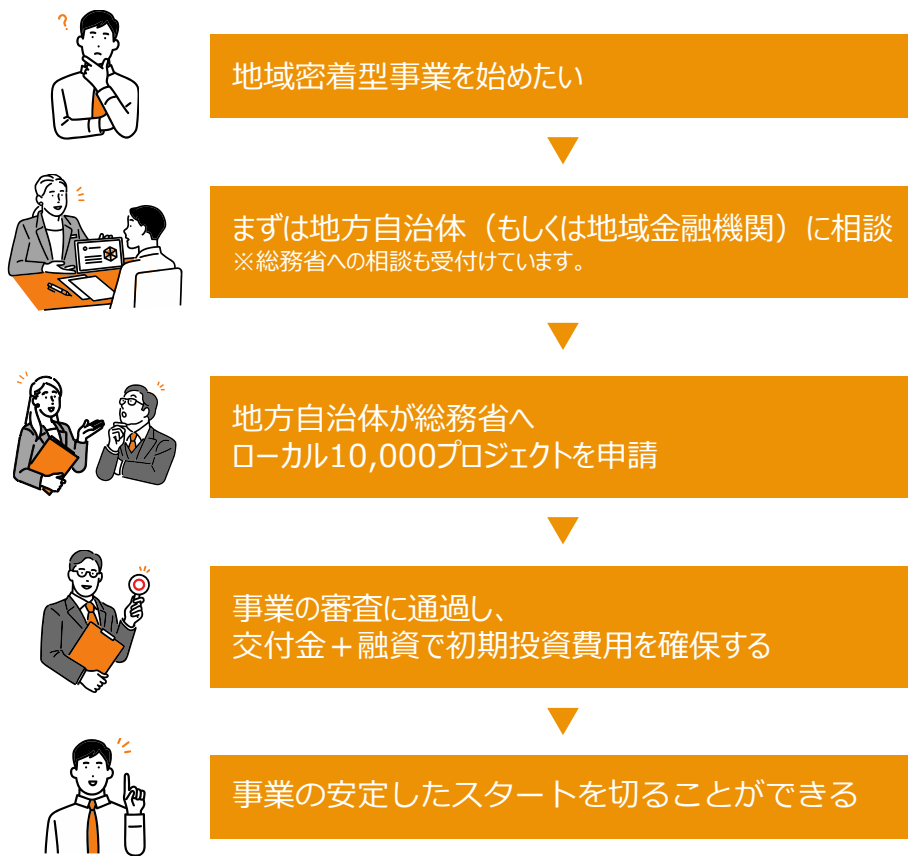 ?
地域密着型事業を始めたい
まずは地方自治体（もしくは地域金融機関）に相談
※総務省への相談も受付けています。
地方自治体が総務省へ
ローカル10,000プロジェクトを申請
事業の審査に通過し、
交付金＋融資で初期投資費用を確保する
事業の安定したスタートを切ることができる